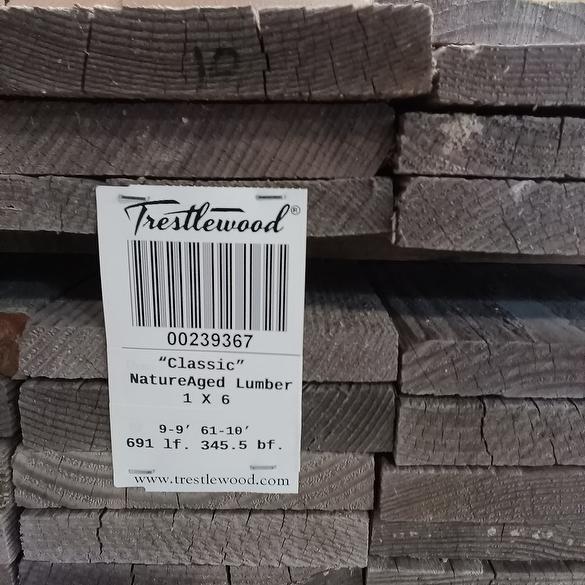 10
Trestlewood®
00239367
“Classic”
NatureAged Lumber
1 X 6
9-9′ 61-10′
691 lf. 345.5 bf.
www.trestlewood.com